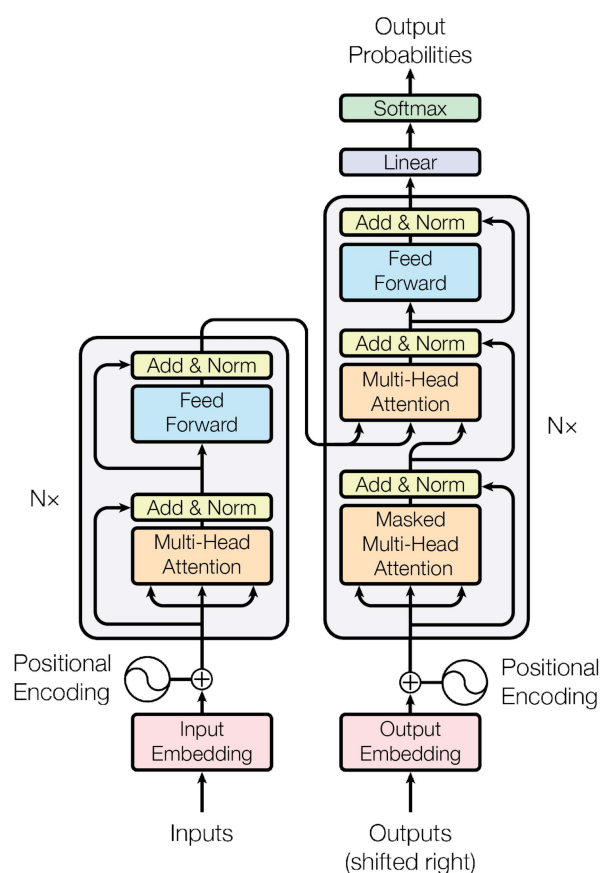 Output
Probabilities
Softmax
Linear
Add & Norm
Feed
Forward
Add & Norm
Multi-Head
Attention
Add & Norm
Masked
Multi-Head
Attention
Nx
Add & Norm
Feed
Forward
Add & Norm
Multi-Head
Attention
Nx
Positional
Encoding
Positional
Encoding
Input
Embedding
Output
Embedding
Inputs
Outputs
(shifted right)